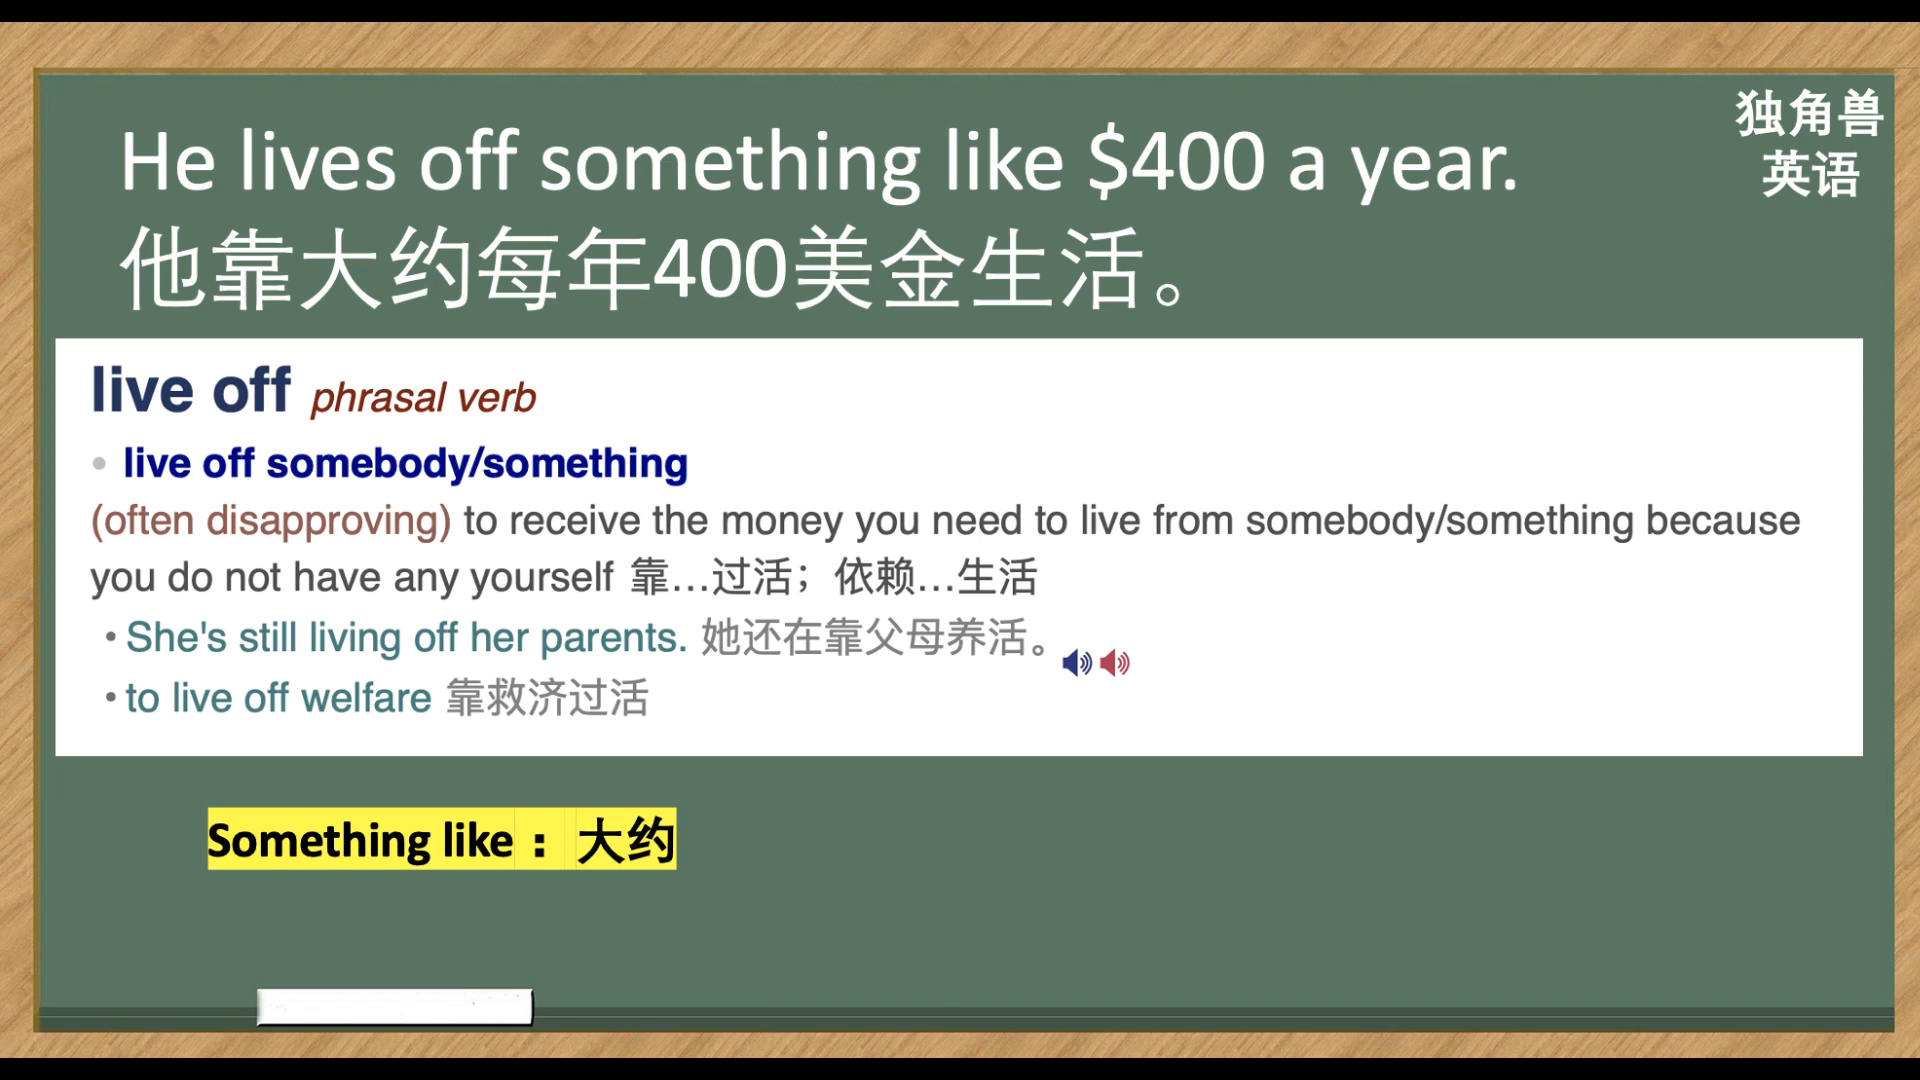 独角兽
英语
He lives off something like $400 a year.
他靠大约每年400美金生活。
live off phrasal verb
• live off somebody/something
(often disapproving) to receive the money you need to live from somebody/something because
you do not have any yourself 靠…过活；依赖…生活
• She's still living off her parents. 她还在靠父母养活。
• to live off welfare 靠救济过活
Something like ： 大约